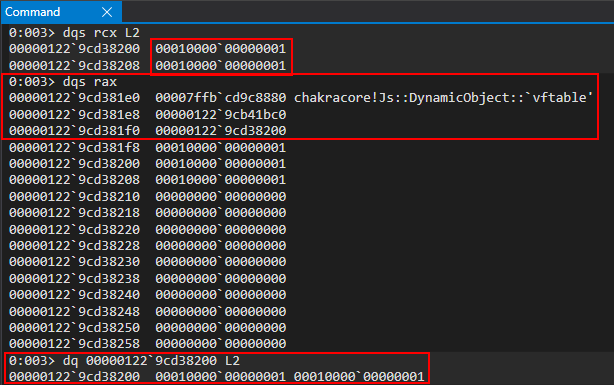 Command X
0:003> dqs rcx L2
00000122`9cd38200 00010000`00000001
00000122`9cd38208 00010000`00000001
0:003> dqs rax
00000122`9cd381e0 00007ffb`cd9c8880 chakracore!Js::DynamicObject::`vftable'
00000122`9cd381e8 00000122`9cb41bc0
00000122`9cd381f0 00000122`9cd38200
00000122`9cd381f8 00010000`00000001
00000122`9cd38200 00010000`00000001
00000122`9cd38208 00010000`00000001
00000122`9cd38210 00000000`00000000
00000122`9cd38218 00000000`00000000
00000122`9cd38220 00000000`00000000
00000122`9cd38228 00000000`00000000
00000122`9cd38230 00000000`00000000
00000122`9cd38238 00000000`00000000
00000122`9cd38240 00000000`00000000
00000122`9cd38248 00000000`00000000
00000122`9cd38250 00000000`00000000
00000122`9cd38258 00000000`00000000
0:003> dq 00000122`9cd38200 L2
00000122`9cd38200 00010000`00000001 00010000`00000001